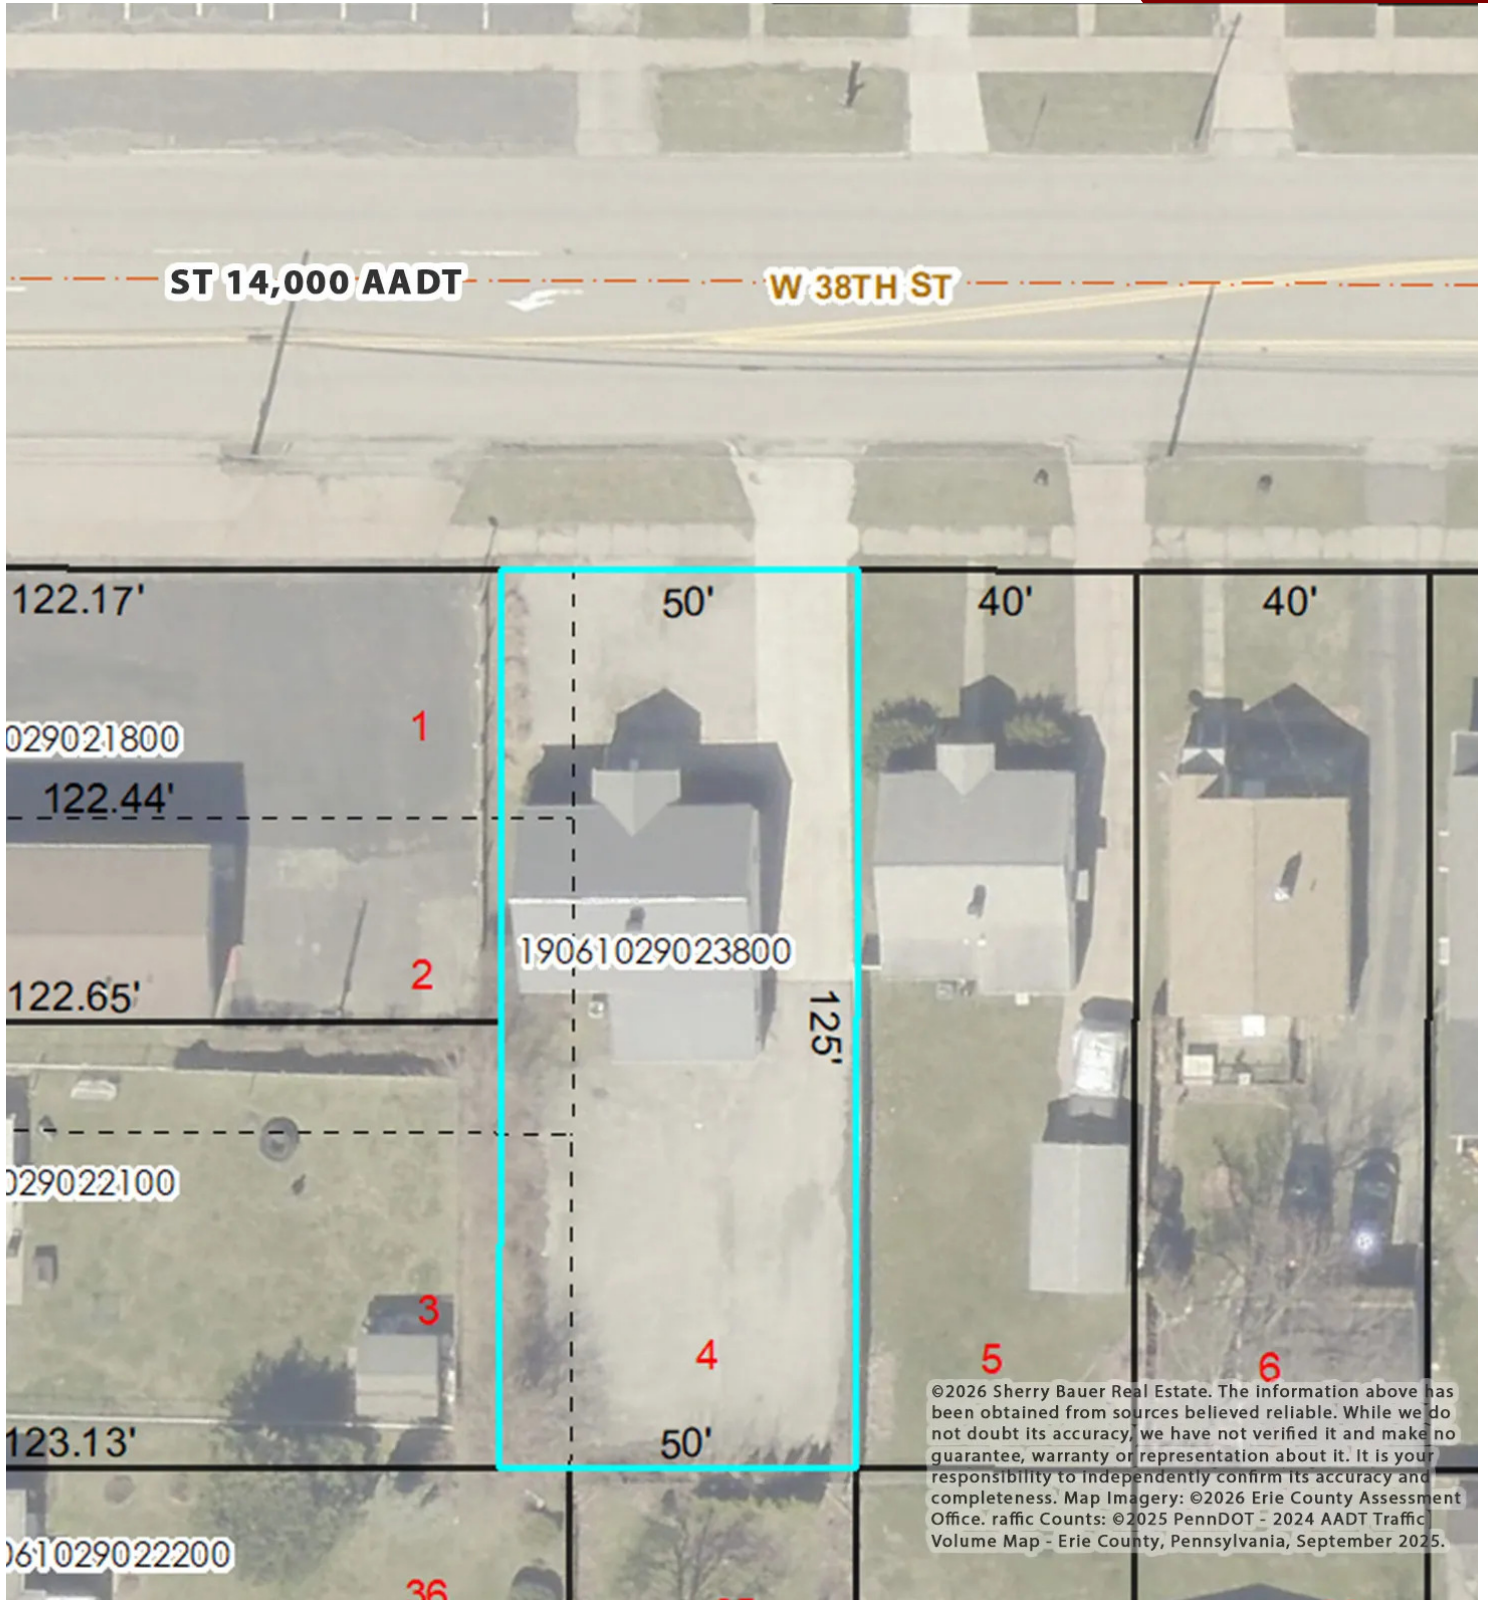 ST 14,000 AADT
W 38TH ST
122.17'
50'
40'
40'
1
029021800
122.44'
19061029023800
2
122.65'
125'
029022100
3
4
5
6
©2026 Sherry Bauer Real Estate. The information above has
been obtained from sources believed reliable. While we do
not doubt its accuracy, we have not verified it and make no
guarantee, warranty or representation about it. It is your
responsibility to independently confirm its accuracy and
completeness. Map Imagery: ©2026 Erie County Assessment
Office. raffic Counts: ©2025 PennDOT - 2024 AADT Traffic
Volume Map - Erie County, Pennsylvania, September 2025.
123.13'
50'
061029022200
36